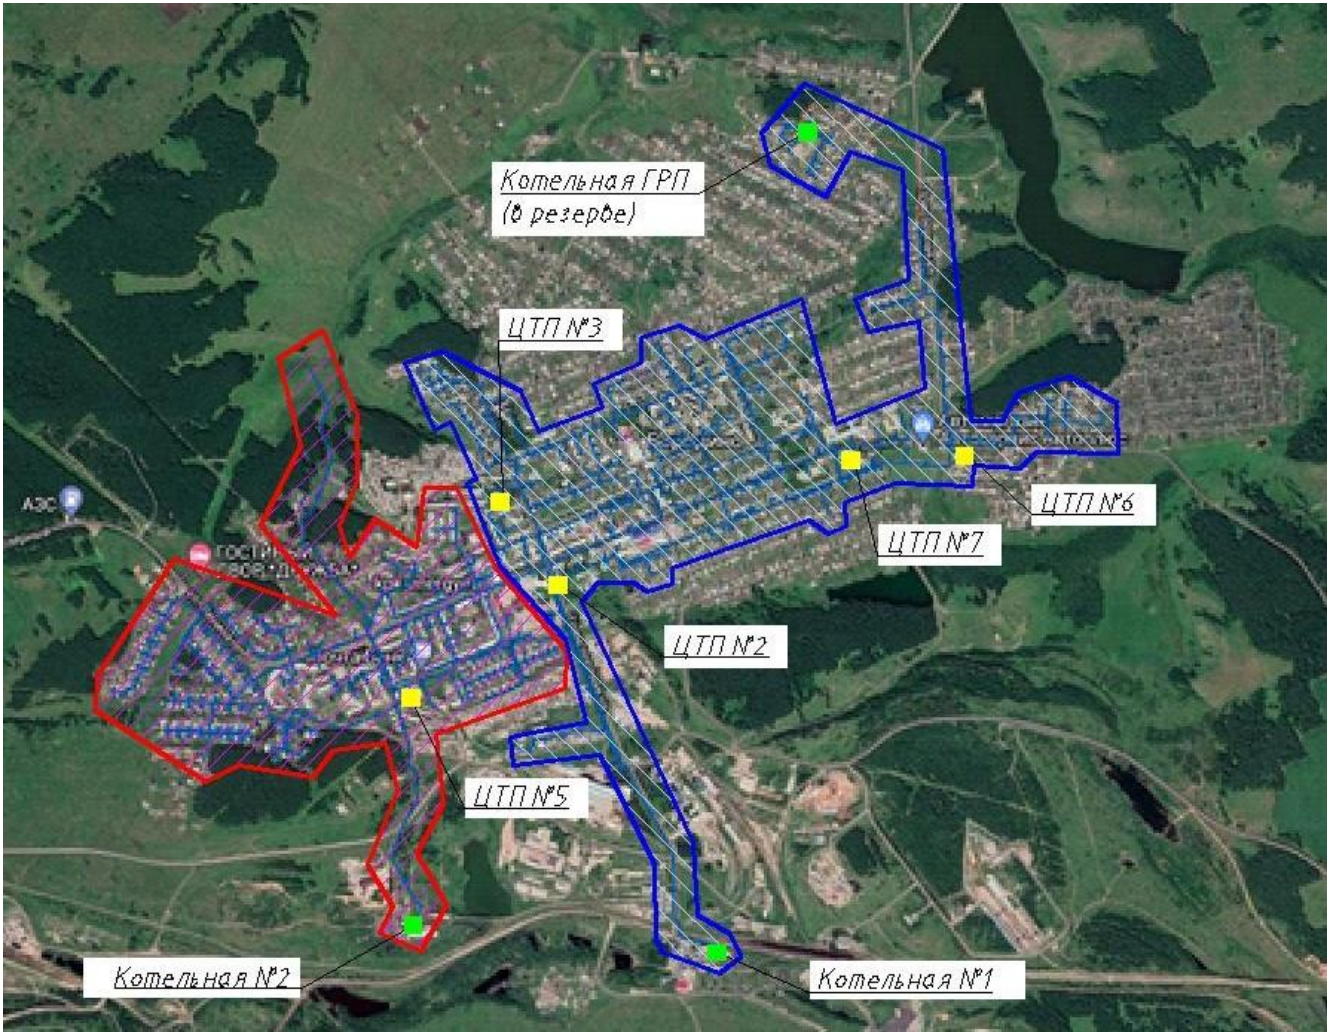 Котельная ГРП
(в резерве)
ЦТП №3
ЦТП №6
АЗС
ЦТП №7
ЦТП №2
ЦТП №5
Котельная №2
Котельная №1